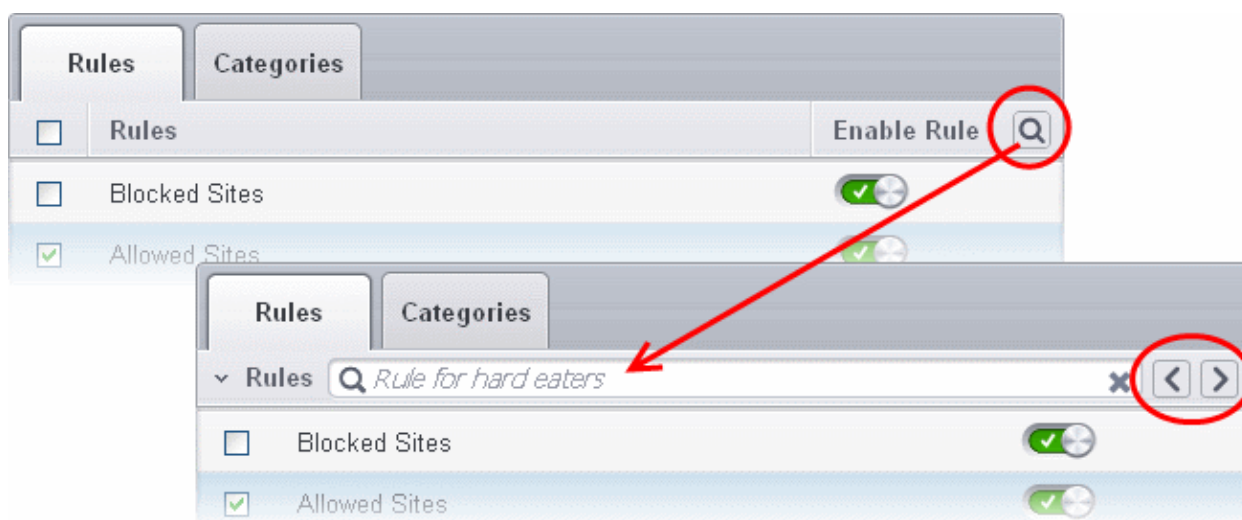 Rules Categories
Rules Enable Rule
Blocked Sites
Allowed Sites
Rules Categories
Rules Rule for hard eaters
Blocked Sites
Allowed Sites